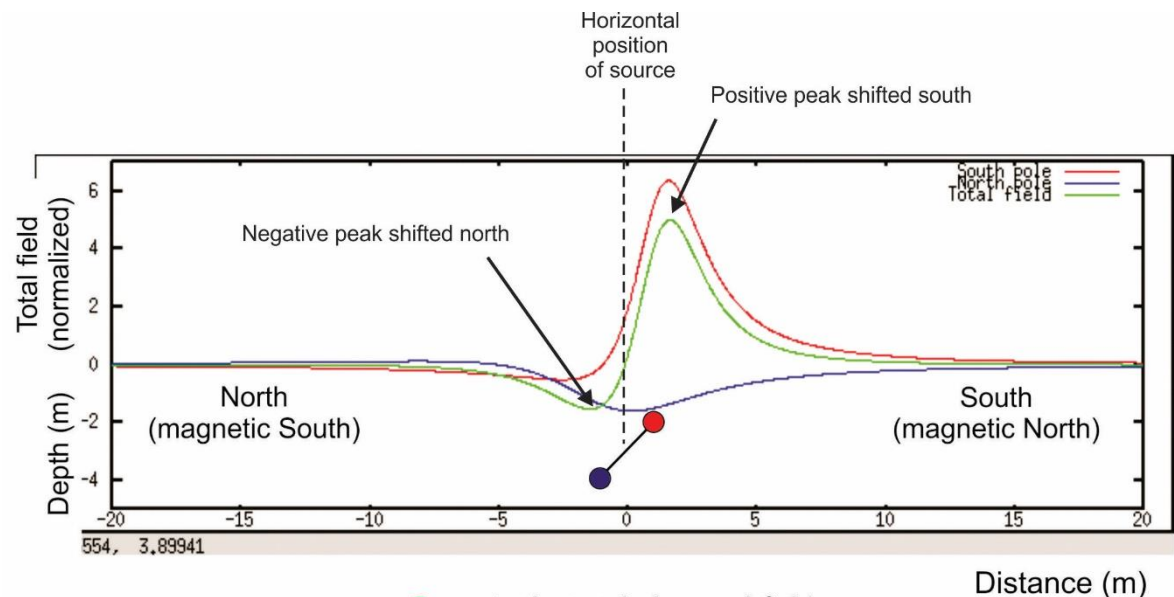 Horizontal
position
of source
Positive peak shifted south
Negative peak shifted north
South pole
North pole
Total field
Total field
(normalized)
Depth (m)
6
4
2
0
-2
-4
North
(magnetic South)
South
(magnetic North)
-20 -15 -10 -5 0 5 10 15 20
554, 3.89941
Distance (m)